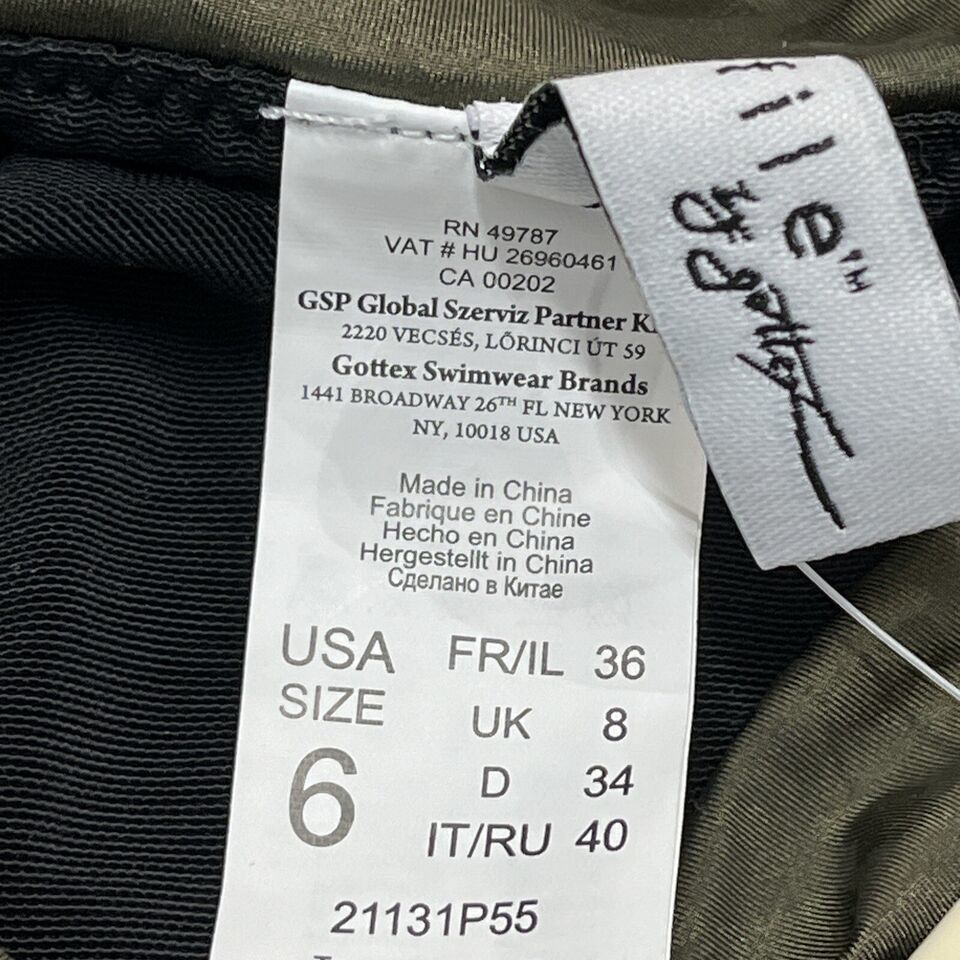 RN 49787
VAT # HU 26960461
CA 00202
GSP Global Szerviz Partner
2220 VECSÉS, LŐRINCI ÚT 59
Gottex Swimwear Brands
1441 BROADWAY 26TH FL NEW YORK
NY, 10018 USA
Made in China
Fabrique en Chine
Hecho en China
Hergestellt in China
Сделано в Китае
USA
SIZE
6
FR/IL 36
UK 8
D 34
IT/RU 40
21131P55
by gottex